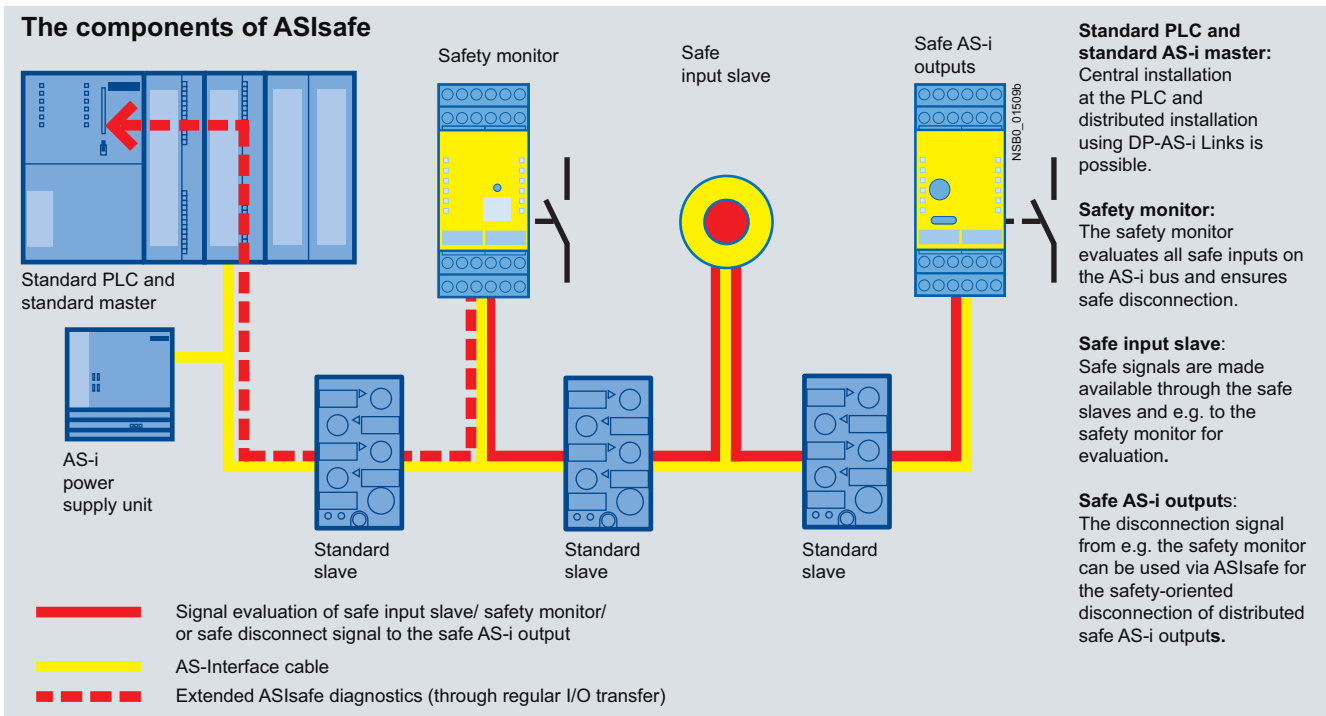 The components of ASIsafe
Safety monitor
Safe
input slave
Safe AS-i
outputs
NSB0_01509b
Standard PLC and
standard master
AS-i
power
supply unit
Standard
slave
Standard
slave
Standard
slave
Signal evaluation of safe input slave/ safety monitor/
or safe disconnect signal to the safe AS-i output
AS-Interface cable
Extended ASIsafe diagnostics (through regular I/O transfer)
Standard PLC and
standard AS-i master:
Central installation
at the PLC and
distributed installation
using DP-AS-i Links is
possible.
Safety monitor:
The safety monitor
evaluates all safe inputs on
the AS-i bus and ensures
safe disconnection.
Safe input slave:
Safe signals are made
available through the safe
slaves and e.g. to the
safety monitor for
evaluation.
Safe AS-i outputs:
The disconnection signal
from e.g. the safety monitor
can be used via ASIsafe for
the safety-oriented
disconnection of distributed
safe AS-i outputs.